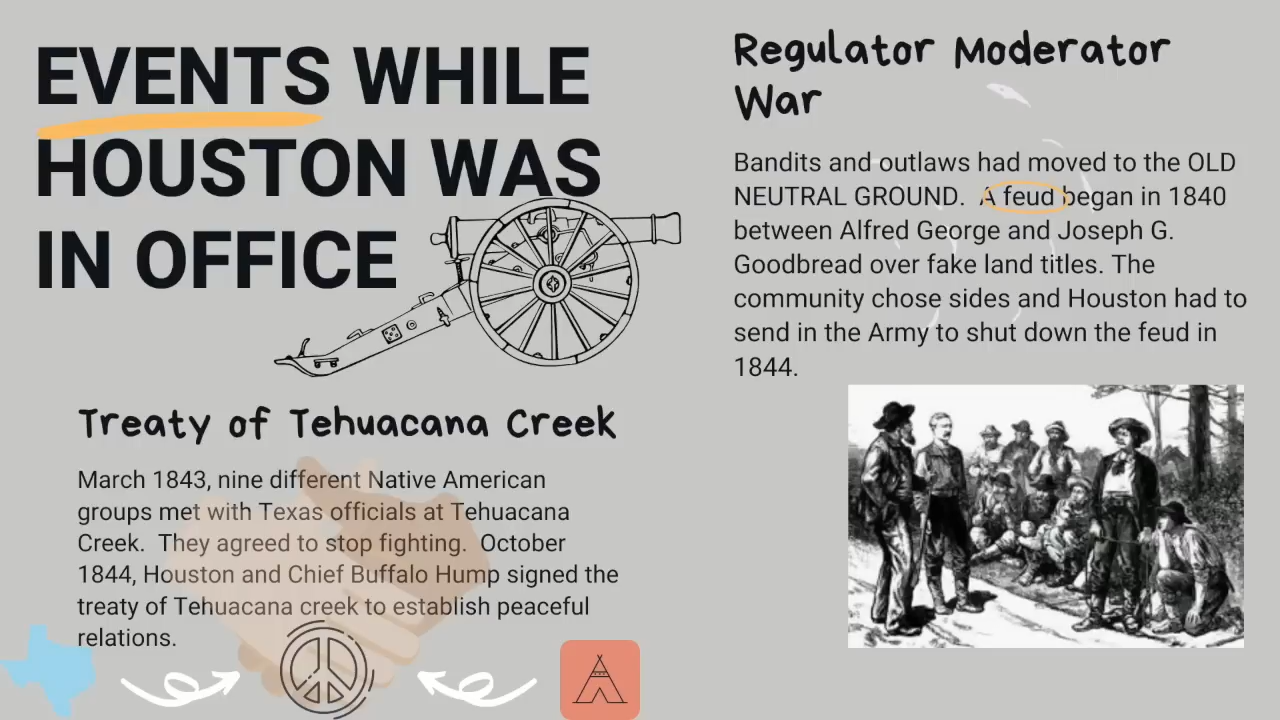 EVENTS WHILE
HOUSTON WAS
IN OFFICE
Treaty of Tehuacana Creek
March 1843, nine different Native American
groups met with Texas officials at Tehuacana
Creek.  They agreed to stop fighting.  October
1844, Houston and Chief Buffalo Hump signed the
treaty of Tehuacana creek to establish peaceful
relations.
Regulator Moderator
War
Bandits and outlaws had moved to the OLD
NEUTRAL GROUND.  A feud began in 1840
between Alfred George and Joseph G.
Goodbread over fake land titles. The
community chose sides and Houston had to
send in the Army to shut down the feud in
1844.